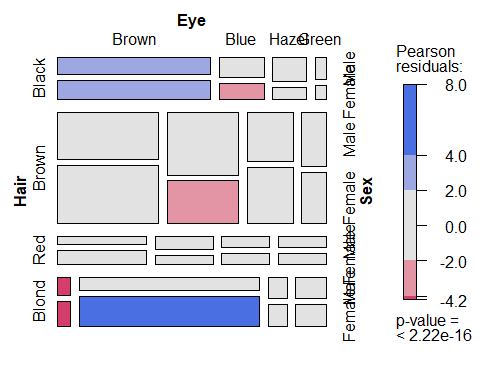 Eye
Brown Blue Hazel Green
Pearson
residuals:
Hair
Black
Brown
Red
Blond
Male
Female
Male
Female
Male
Female
Male
Female
Sex
8.0
4.0
2.0
0.0
-2.0
-4.2
p-value =
< 2.22e-16